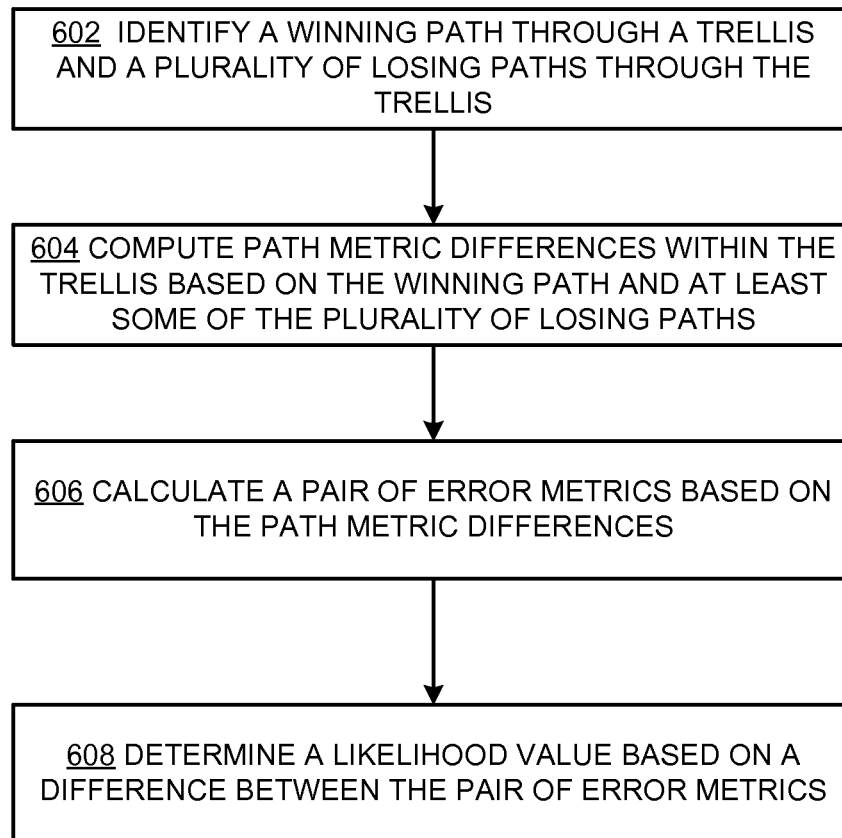 602 IDENTIFY A WINNING PATH THROUGH A TRELLIS
AND A PLURALITY OF LOSING PATHS THROUGH THE
TRELLIS
604 COMPUTE PATH METRIC DIFFERENCES WITHIN THE
TRELLIS BASED ON THE WINNING PATH AND AT LEAST
SOME OF THE PLURALITY OF LOSING PATHS
606 CALCULATE A PAIR OF ERROR METRICS BASED ON
THE PATH METRIC DIFFERENCES
608 DETERMINE A LIKELIHOOD VALUE BASED ON A
DIFFERENCE BETWEEN THE PAIR OF ERROR METRICS